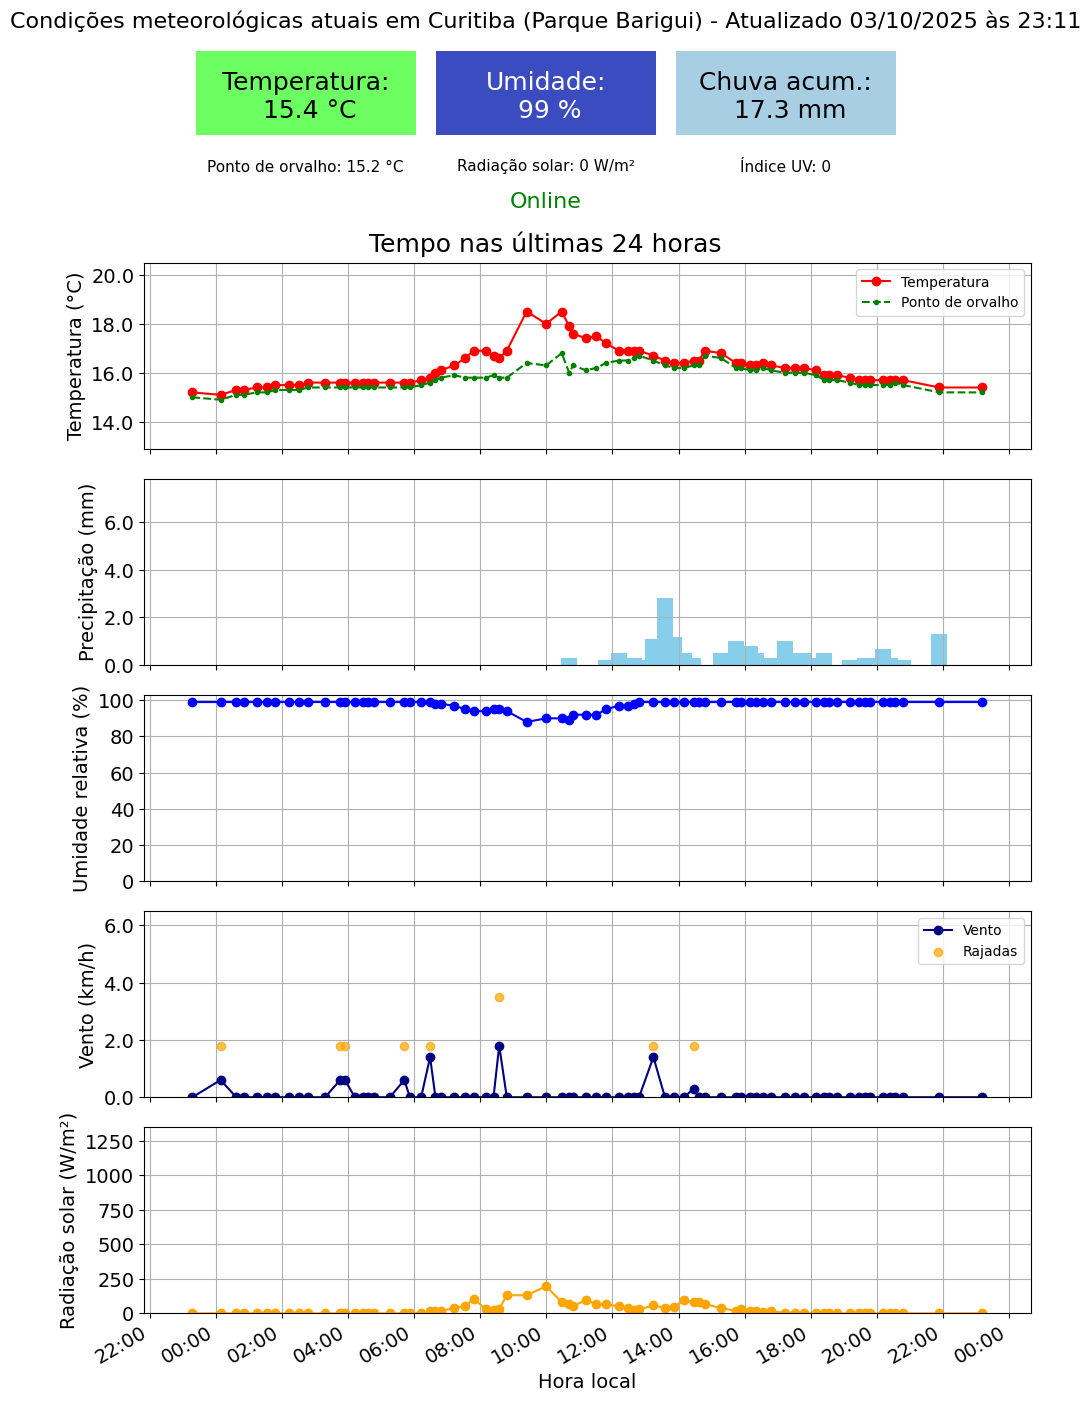 Condições meteorológicas atuais em Curitiba (Parque Barigui) - Atualizado 03/10/2025 às 23:11
Temperatura:
15.4 °C
Umidade:
99 %
Chuva acum.:
17.3 mm
Ponto de orvalho: 15.2 °C
Radiação solar: 0 W/m²
Índice UV: 0
Online
Tempo nas últimas 24 horas
Temperatura (°C)
20.0
18.0
16.0
14.0
Temperatura
Ponto de orvalho
Precipitação (mm)
6.0
4.0
2.0
0.0
Umidade relativa (%)
100
80
60
40
20
0
Vento (km/h)
6.0
4.0
2.0
0.0
Vento
Rajadas
Radiação solar (W/m²)
1250
1000
750
500
250
0
22:00
00:00
02:00
04:00
06:00
08:00
10:00
12:00
14:00
16:00
18:00
20:00
22:00
00:00
Hora local